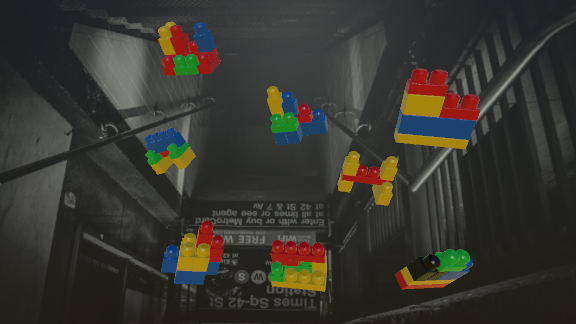 Times Sq-42 St
Station
W S
FREE WiFi
Enter with or buy MetroCard
at all times or see agent
at 42 St & 7 Av